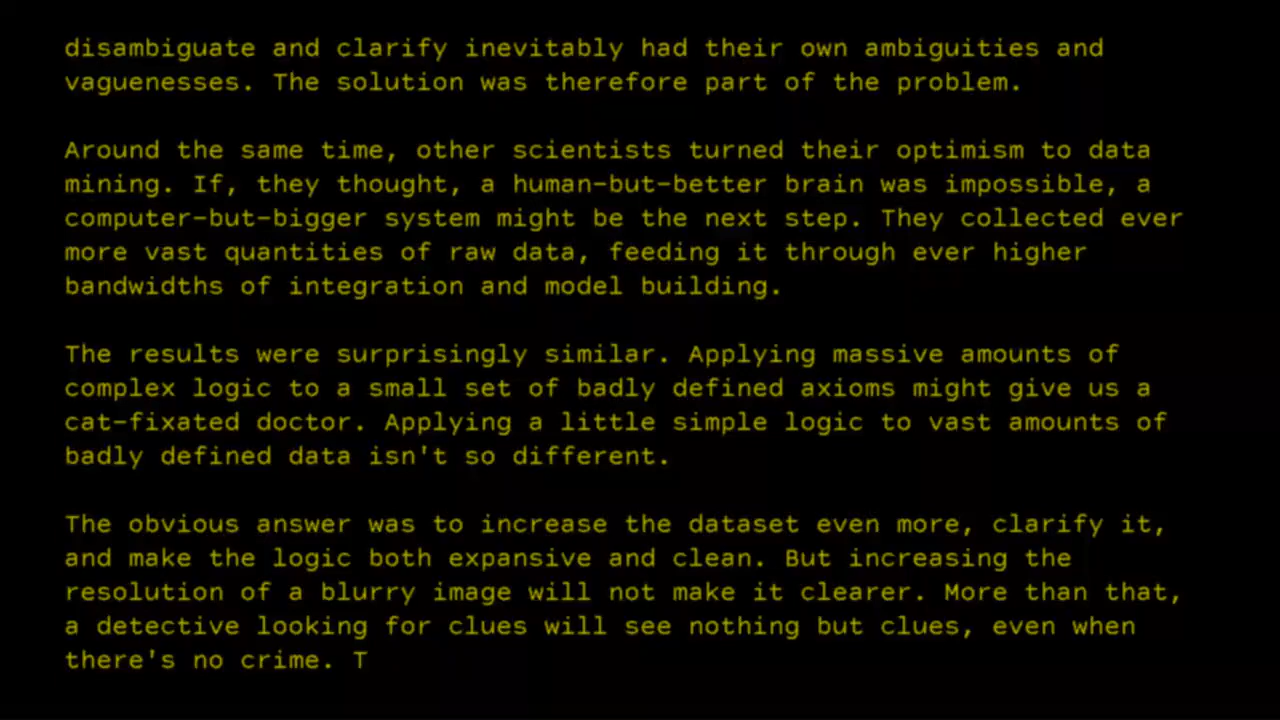 disambiguate and clarify inevitably had their own ambiguities and
vaguenesses. The solution was therefore part of the problem.
Around the same time, other scientists turned their optimism to data
mining. If, they thought, a human-but-better brain was impossible, a
computer-but-bigger system might be the next step. They collected ever
more vast quantities of raw data, feeding it through ever higher
bandwidths of integration and model building.
The results were surprisingly similar. Applying massive amounts of
complex logic to a small set of badly defined axioms might give us a
cat-fixated doctor. Applying a little simple logic to vast amounts of
badly defined data isn't so different.
The obvious answer was to increase the dataset even more, clarify it,
and make the logic both expansive and clean. But increasing the
resolution of a blurry image will not make it clearer. More than that,
a detective looking for clues will see nothing but clues, even when
there's no crime. T